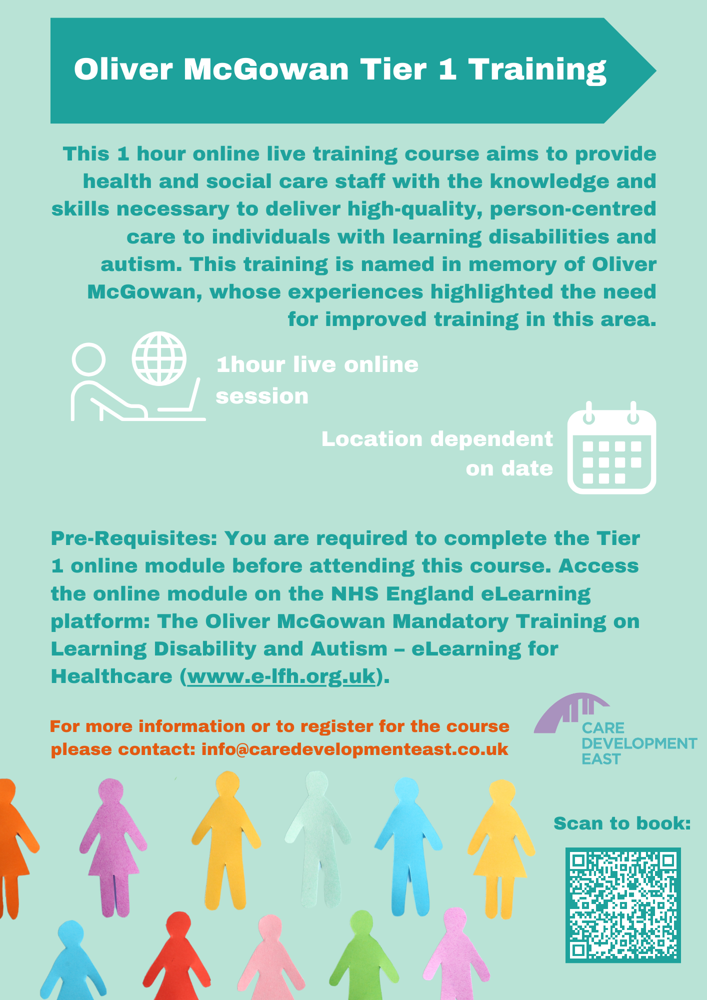 Oliver McGowan Tier 1 Training
This 1 hour online live training course aims to provide
health and social care staff with the knowledge and
skills necessary to deliver high-quality, person-centred
care to individuals with learning disabilities and
autism. This training is named in memory of Oliver
McGowan, whose experiences highlighted the need
for improved training in this area.
1hour live online
session
Location dependent
on date
Pre-Requisites: You are required to complete the Tier
1 online module before attending this course. Access
the online module on the NHS England eLearning
platform: The Oliver McGowan Mandatory Training on
Learning Disability and Autism – eLearning for
Healthcare (www.e-lfh.org.uk).
For more information or to register for the course
please contact: info@caredevelopmenteast.co.uk
CARE
DEVELOPMENT
EAST
Scan to book: